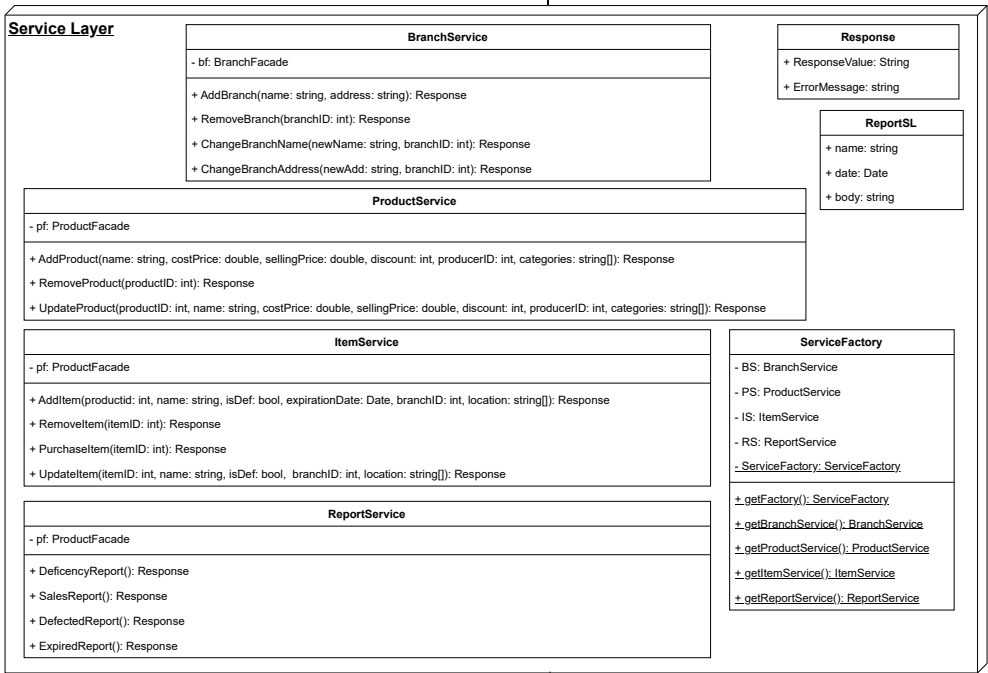 Service Layer
BranchService
- bf: BranchFacade
+ AddBranch(name: string, address: string): Response
+ RemoveBranch(branchID: int): Response
+ ChangeBranchName(newName: string, branchID: int): Response
+ ChangeBranchAddress(newAdd: string, branchID: int): Response
Response
+ ResponseValue: String
+ ErrorMessage: string
ReportSL
+ name: string
+ date: Date
+ body: string
ProductService
- pf: ProductFacade
+ AddProduct(name: string, costPrice: double, sellingPrice: double, discount: int, producerID: int, categories: string[]): Response
+ RemoveProduct(productID: int): Response
+ UpdateProduct(productID: int, name: string, costPrice: double, sellingPrice: double, discount: int, producerID: int, categories: string[]): Response
ItemService
- pf: ProductFacade
+ AddItem(productid: int, name: string, isDef: bool, expirationDate: Date, branchID: int, location: string[]): Response
+ RemoveItem(itemID: int): Response
+ PurchaseItem(itemID: int): Response
+ UpdateItem(itemID: int, name: string, isDef: bool, branchID: int, location: string[]): Response
ServiceFactory
- BS: BranchService
- PS: ProductService
- IS: ItemService
- RS: ReportService
- ServiceFactory: ServiceFactory
+ getFactory(): ServiceFactory
+ getBranchService(): BranchService
+ getProductService(): ProductService
+ getItemService(): ItemService
+ getReportService(): ReportService
ReportService
- pf: ProductFacade
+ DeficencyReport(): Response
+ SalesReport(): Response
+ DefectedReport(): Response
+ ExpiredReport(): Response